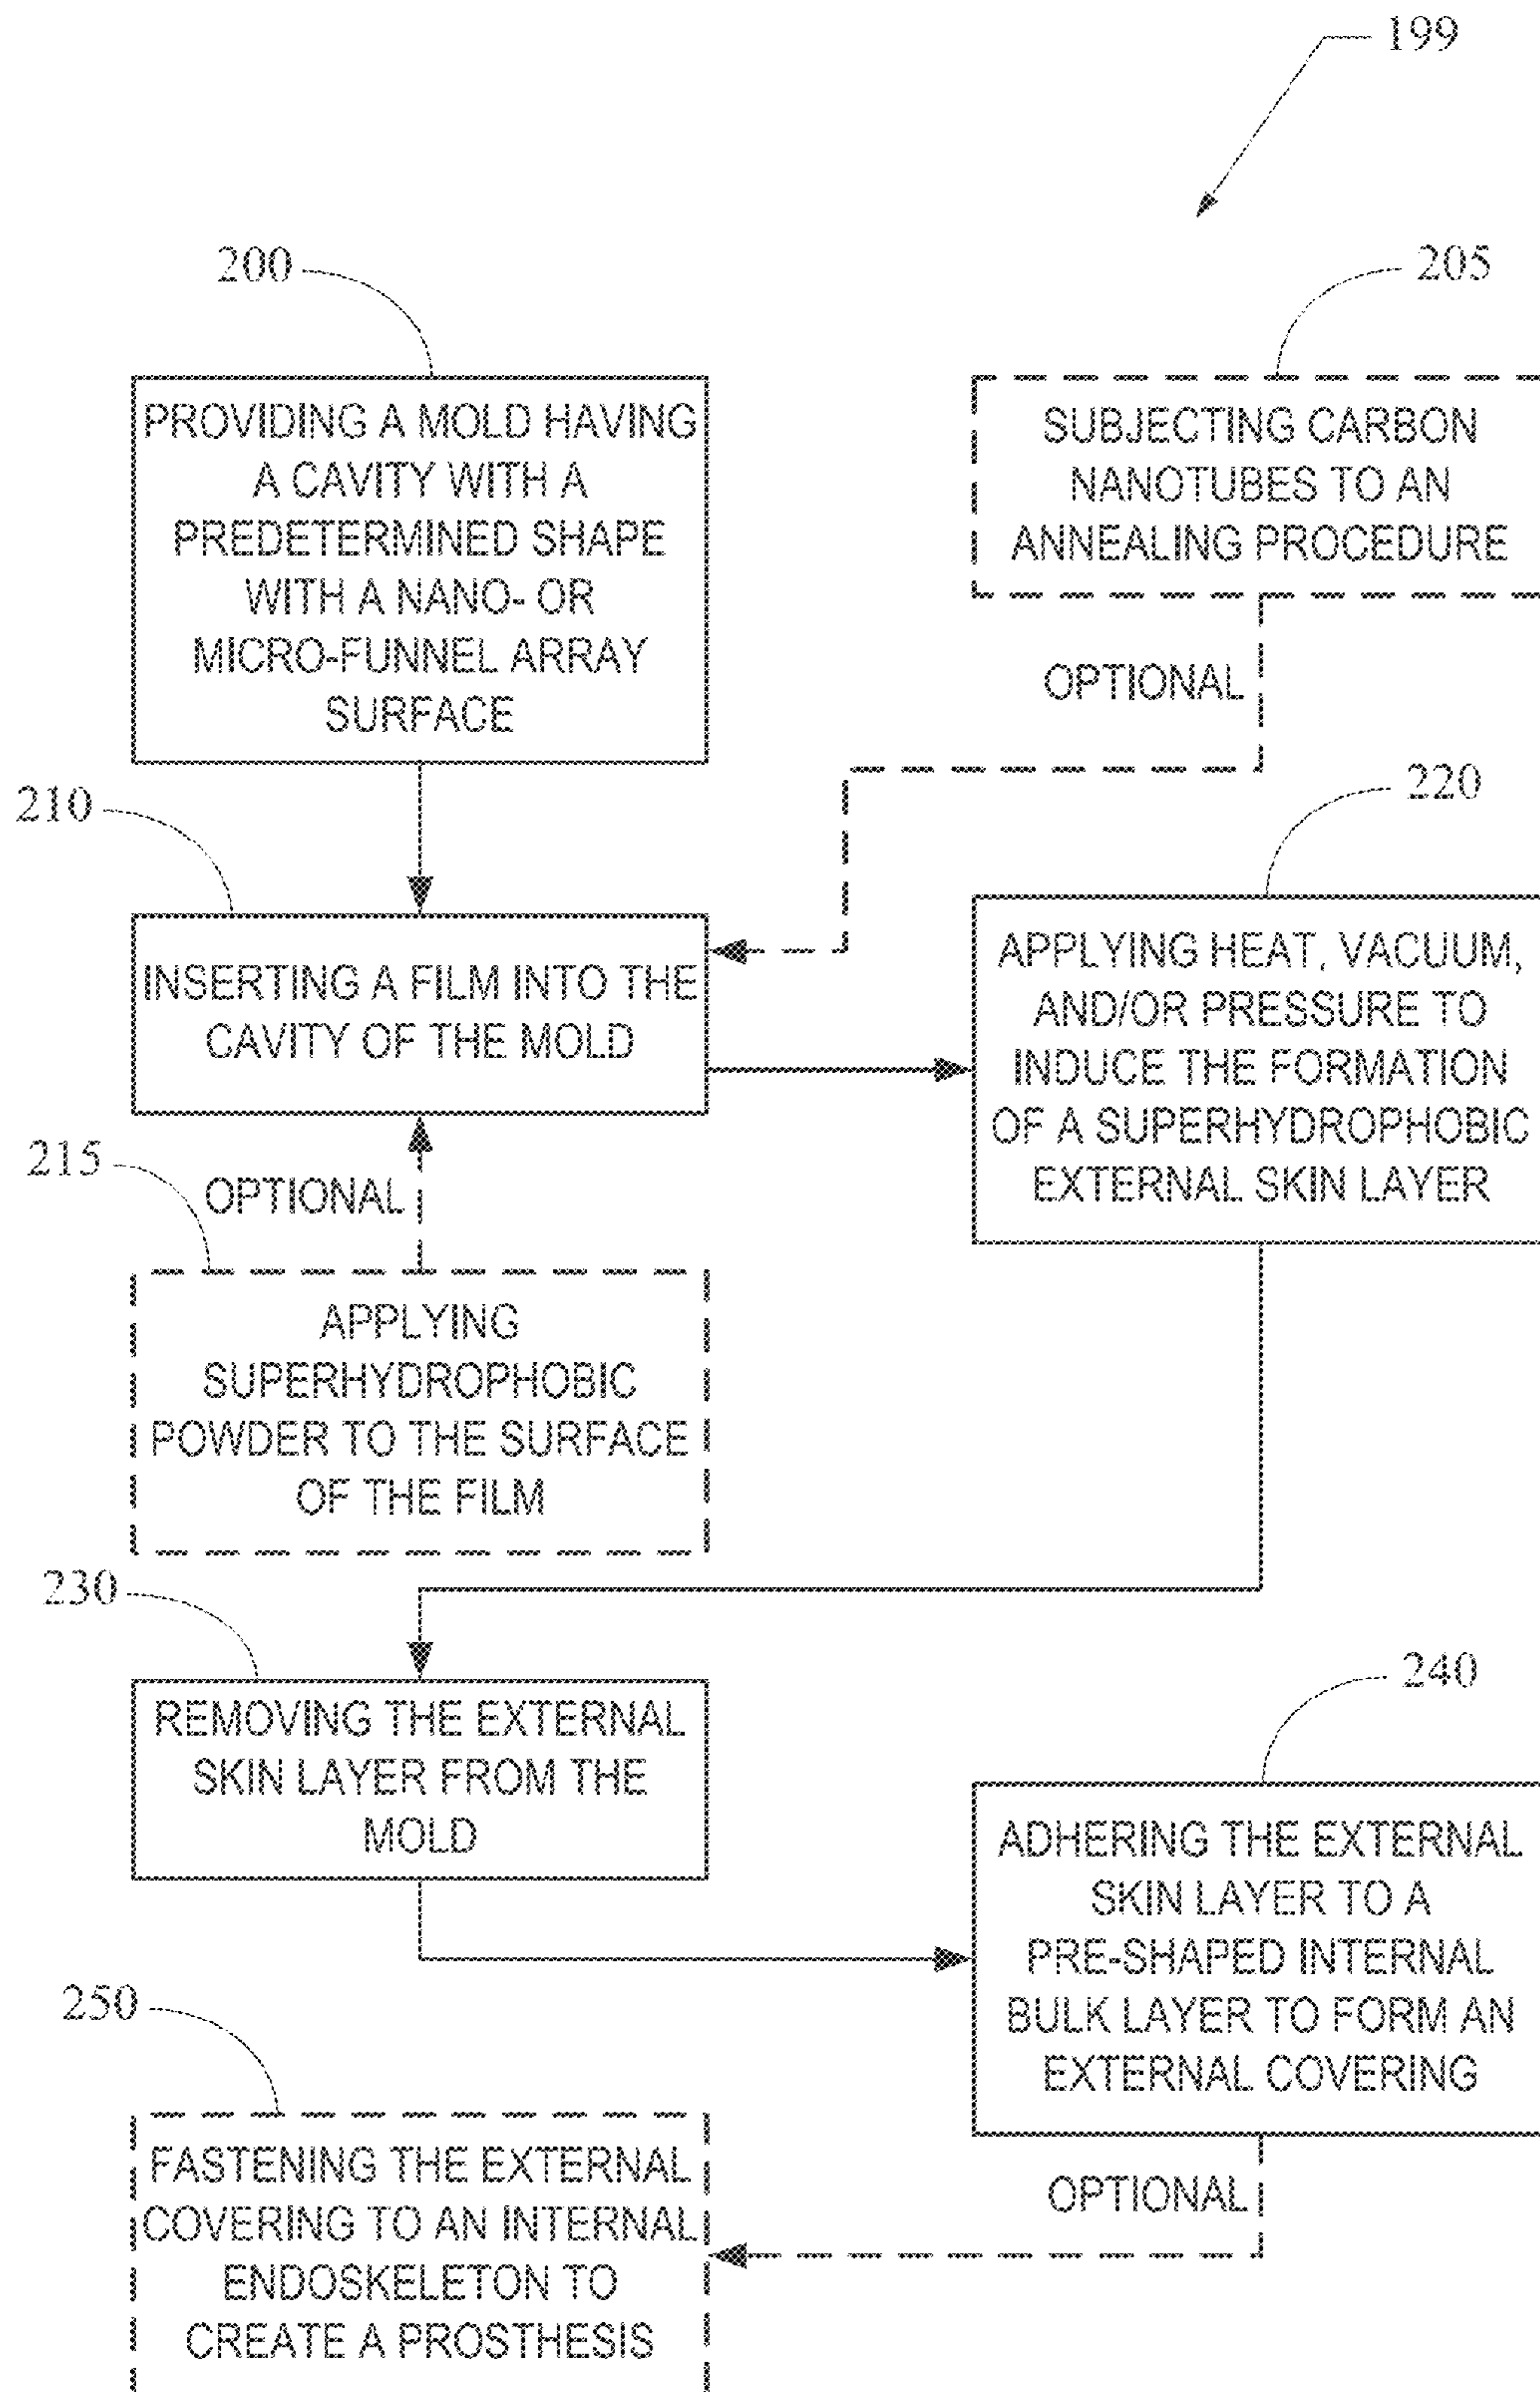 199
200
PROVIDING A MOLD HAVING
A CAVITY WITH A
PREDETERMINED SHAPE
WITH A NANO- OR
MICRO-FUNNEL ARRAY
SURFACE
205
SUBJECTING CARBON
NANOTUBES TO AN
ANNEALING PROCEDURE
OPTIONAL
210
INSERTING A FILM INTO THE
CAVITY OF THE MOLD
220
APPLYING HEAT, VACUUM,
AND/OR PRESSURE TO
INDUCE THE FORMATION
OF A SUPERHYDROPHOBIC
EXTERNAL SKIN LAYER
215
OPTIONAL
APPLYING
SUPERHYDROPHOBIC
POWDER TO THE SURFACE
OF THE FILM
230
REMOVING THE EXTERNAL
SKIN LAYER FROM THE
MOLD
240
ADHERING THE EXTERNAL
SKIN LAYER TO A
PRE-SHAPED INTERNAL
BULK LAYER TO FORM AN
EXTERNAL COVERING
OPTIONAL
250
FASTENING THE EXTERNAL
COVERING TO AN INTERNAL
ENDOSKELETON TO
CREATE A PROSTHESIS